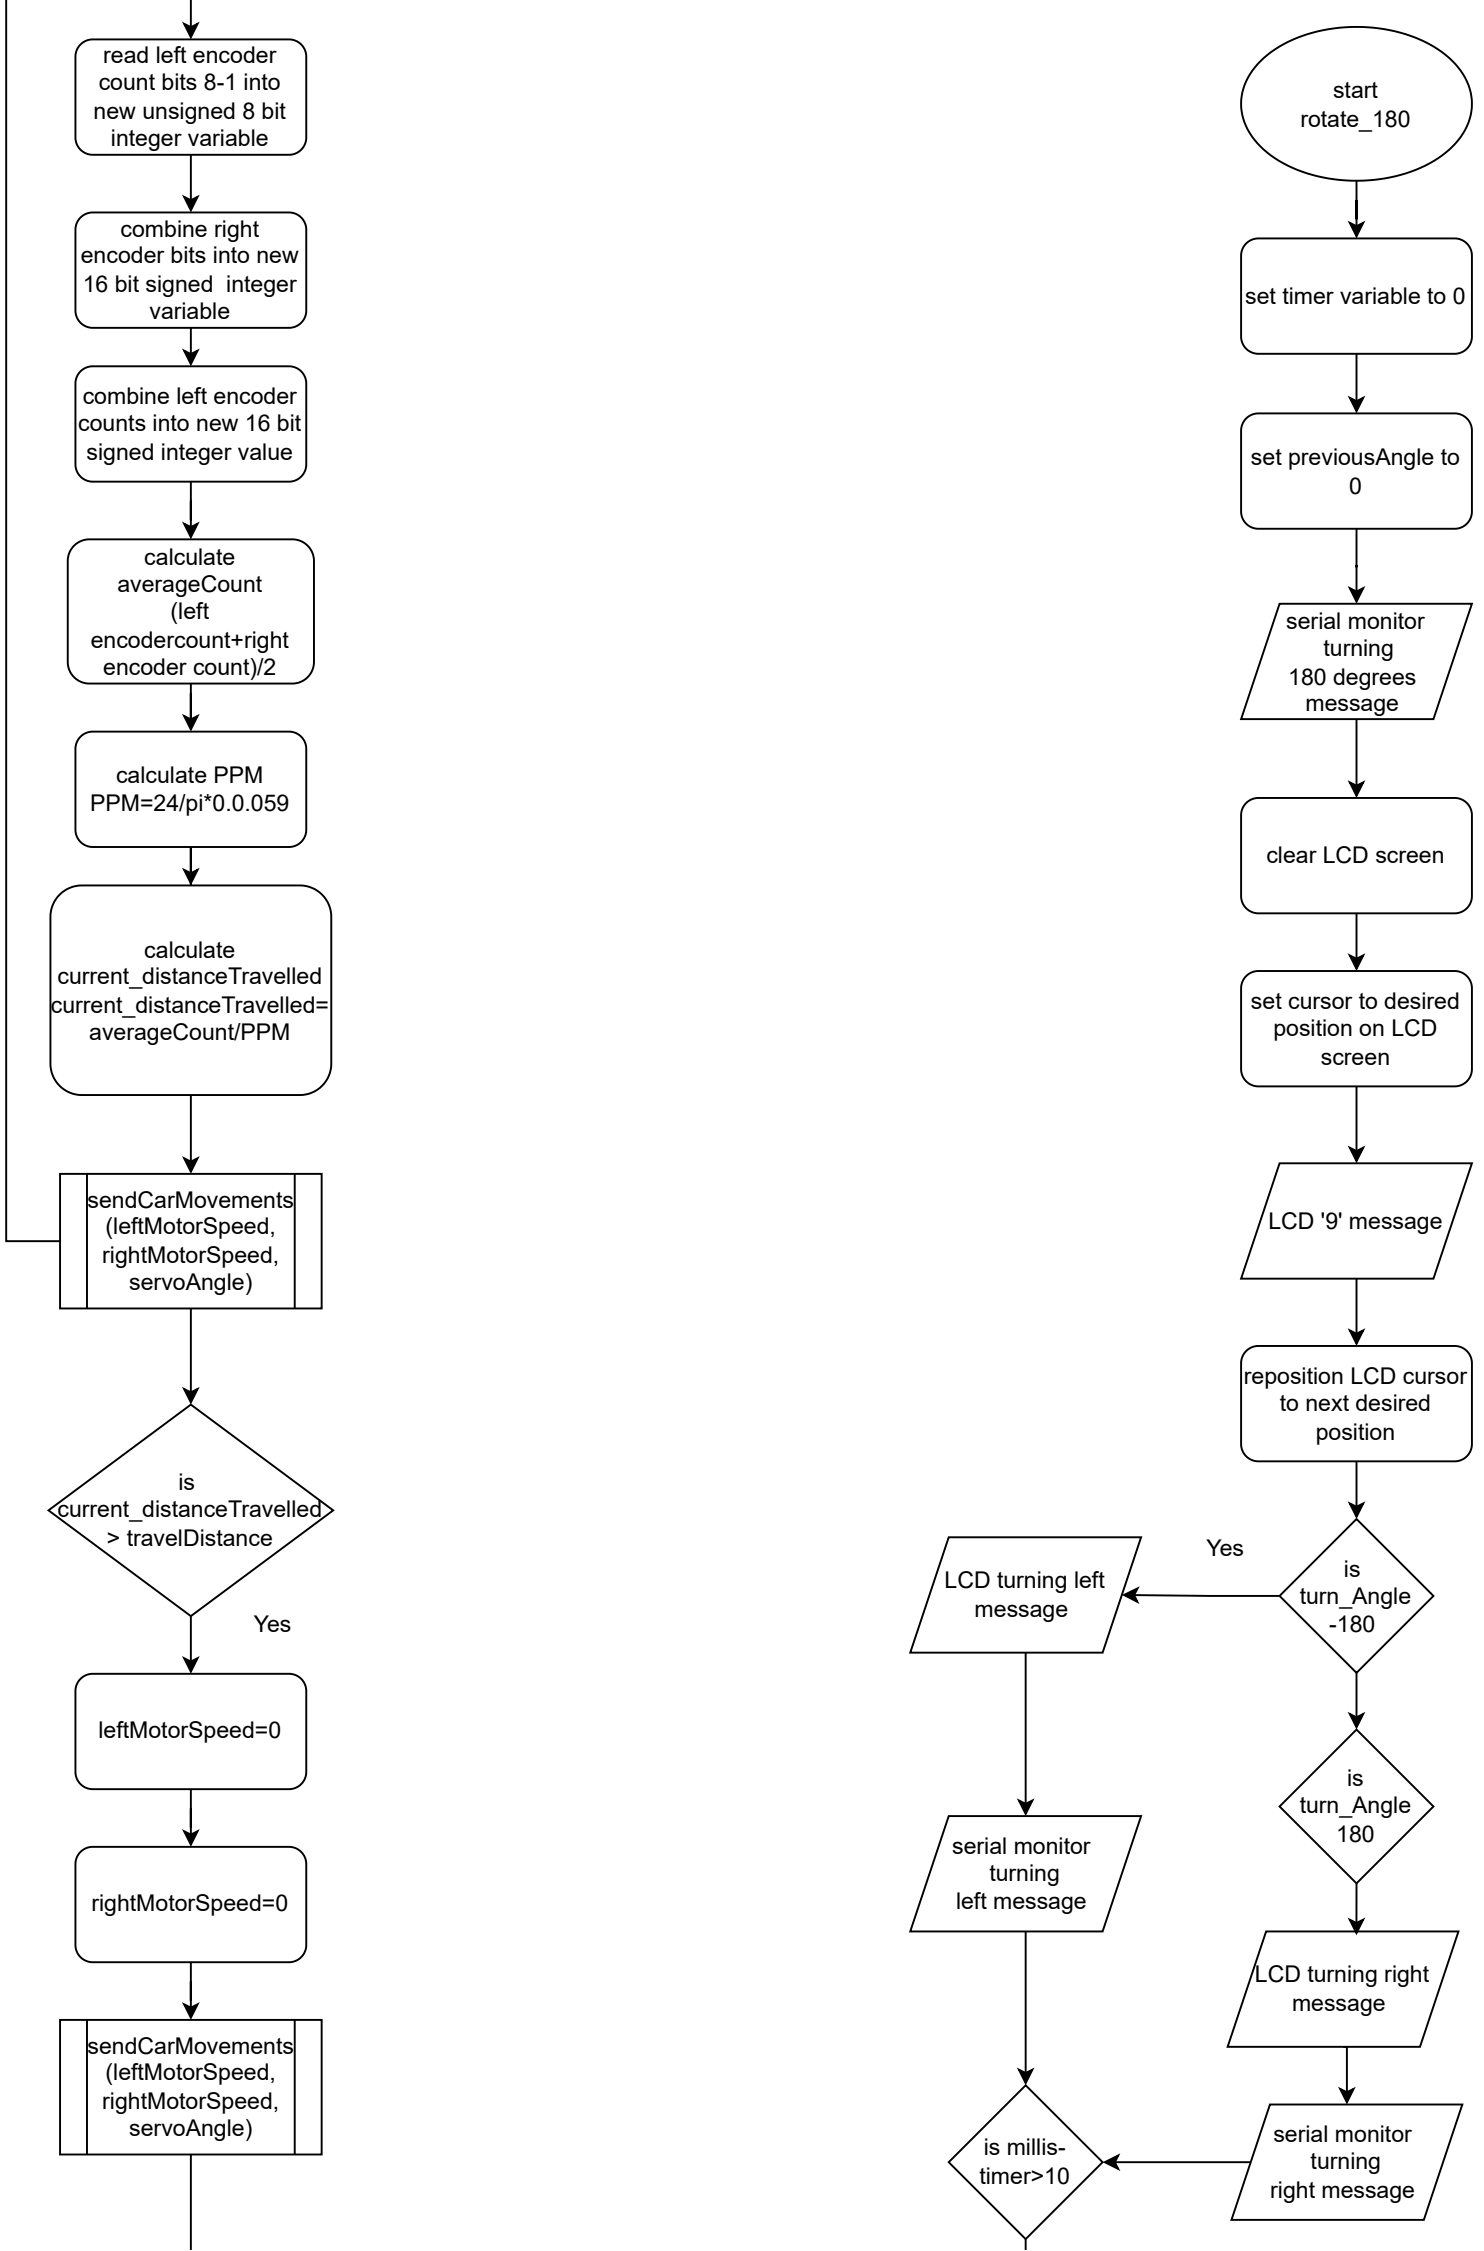 read left encoder
count bits 8-1 into
new unsigned 8 bit
integer variable
combine right
encoder bits into new
16 bit signed  integer
variable
combine left encoder
counts into new 16 bit
signed integer value
calculate
averageCount
(left
encodercount+right
encoder count)/2
calculate PPM
PPM=24/pi*0.0.059
calculate
current_distanceTravelled
current_distanceTravelled=
averageCount/PPM
sendCarMovements
(leftMotorSpeed,
rightMotorSpeed,
servoAngle)
is
current_distanceTravelled
> travelDistance
Yes
leftMotorSpeed=0
rightMotorSpeed=0
sendCarMovements
(leftMotorSpeed,
rightMotorSpeed,
servoAngle)
start
rotate_180
set timer variable to 0
set previousAngle to
0
serial monitor
turning
180 degrees
message
clear LCD screen
set cursor to desired
position on LCD
screen
LCD '9' message
reposition LCD cursor
to next desired
position
is
turn_Angle
-180
Yes
LCD turning left
message
serial monitor
turning
left message
is
turn_Angle
180
LCD turning right
message
serial monitor
turning
right message
is millis-
timer>10